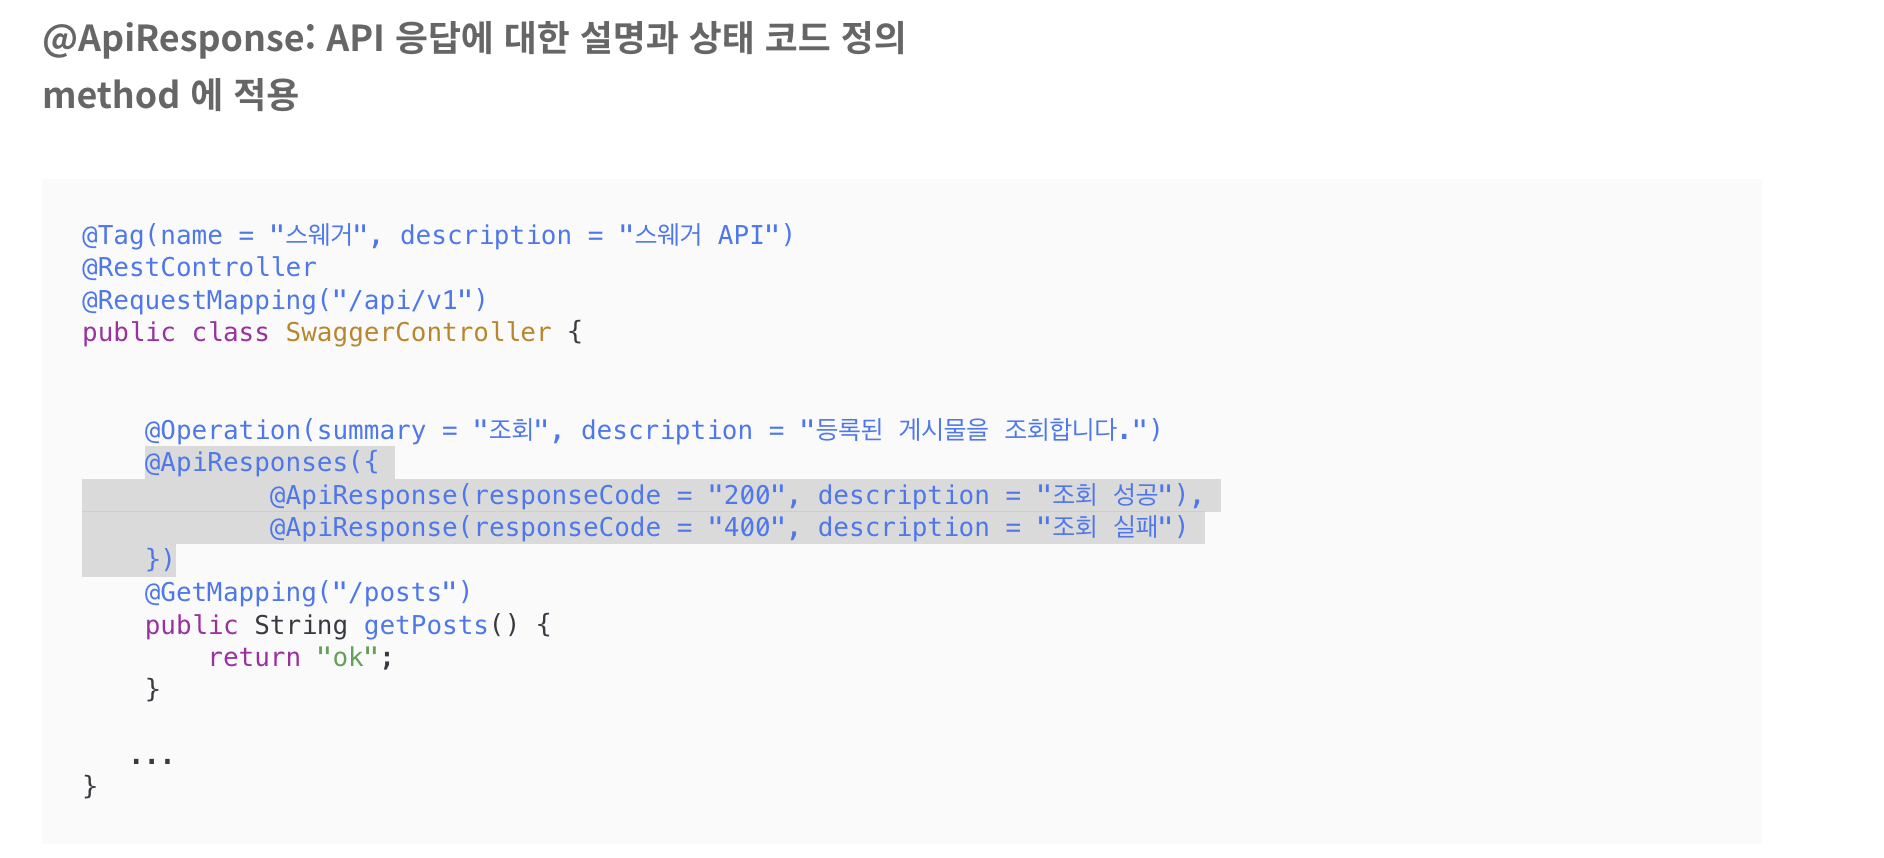 @ApiResponse: API 응답에 대한 설명과 상태 코드 정의
method 에 적용
@Tag(name = "스웨거", description = "스웨거 API")
@RestController
@RequestMapping("/api/v1")
public class SwaggerController {
@Operation(summary = "조회", description = "등록된 게시물을 조회합니다.")
@ApiResponses({
@ApiResponse(responseCode = "200", description = "조회 성공"),
@ApiResponse(responseCode = "400", description = "조회 실패")
})
@GetMapping("/posts")
public String getPosts() {
return "ok";
}
...
}